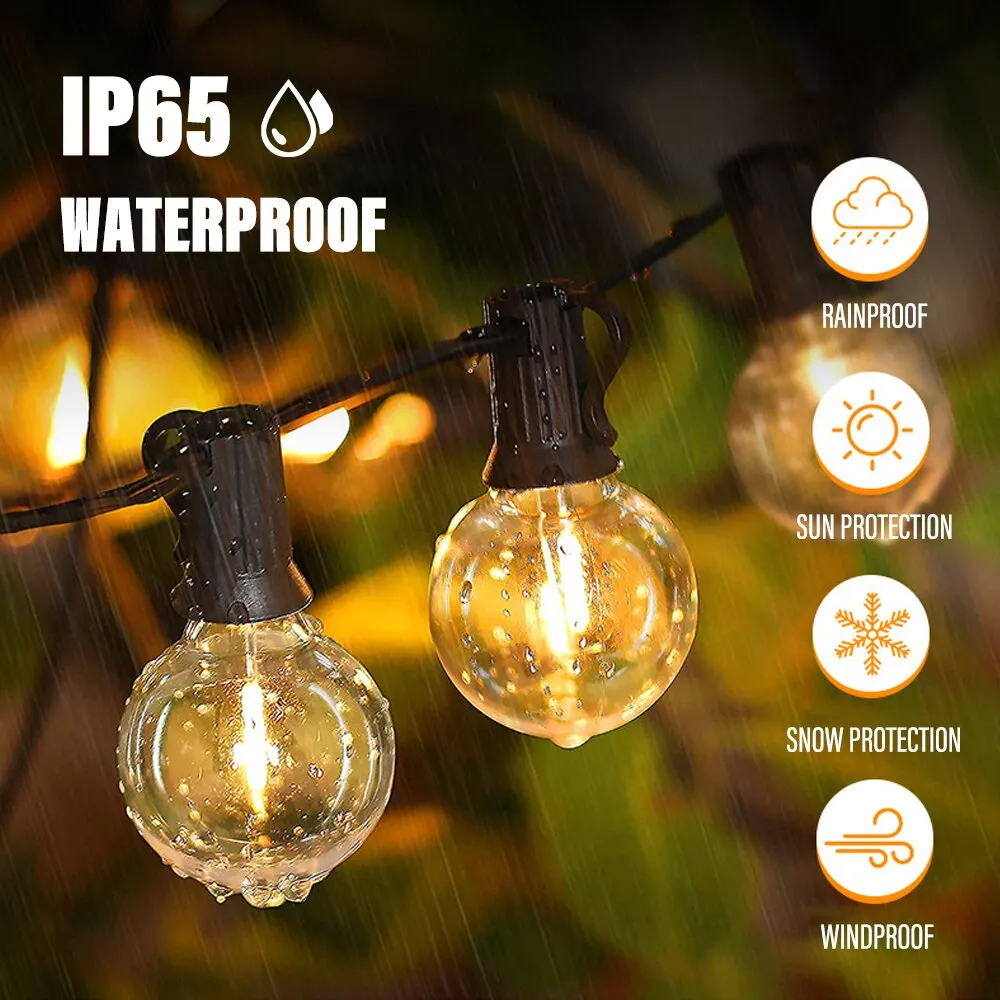 IP65
WATERPROOF
RAINPROOF
SUN PROTECTION
SNOW PROTECTION
WINDPROOF